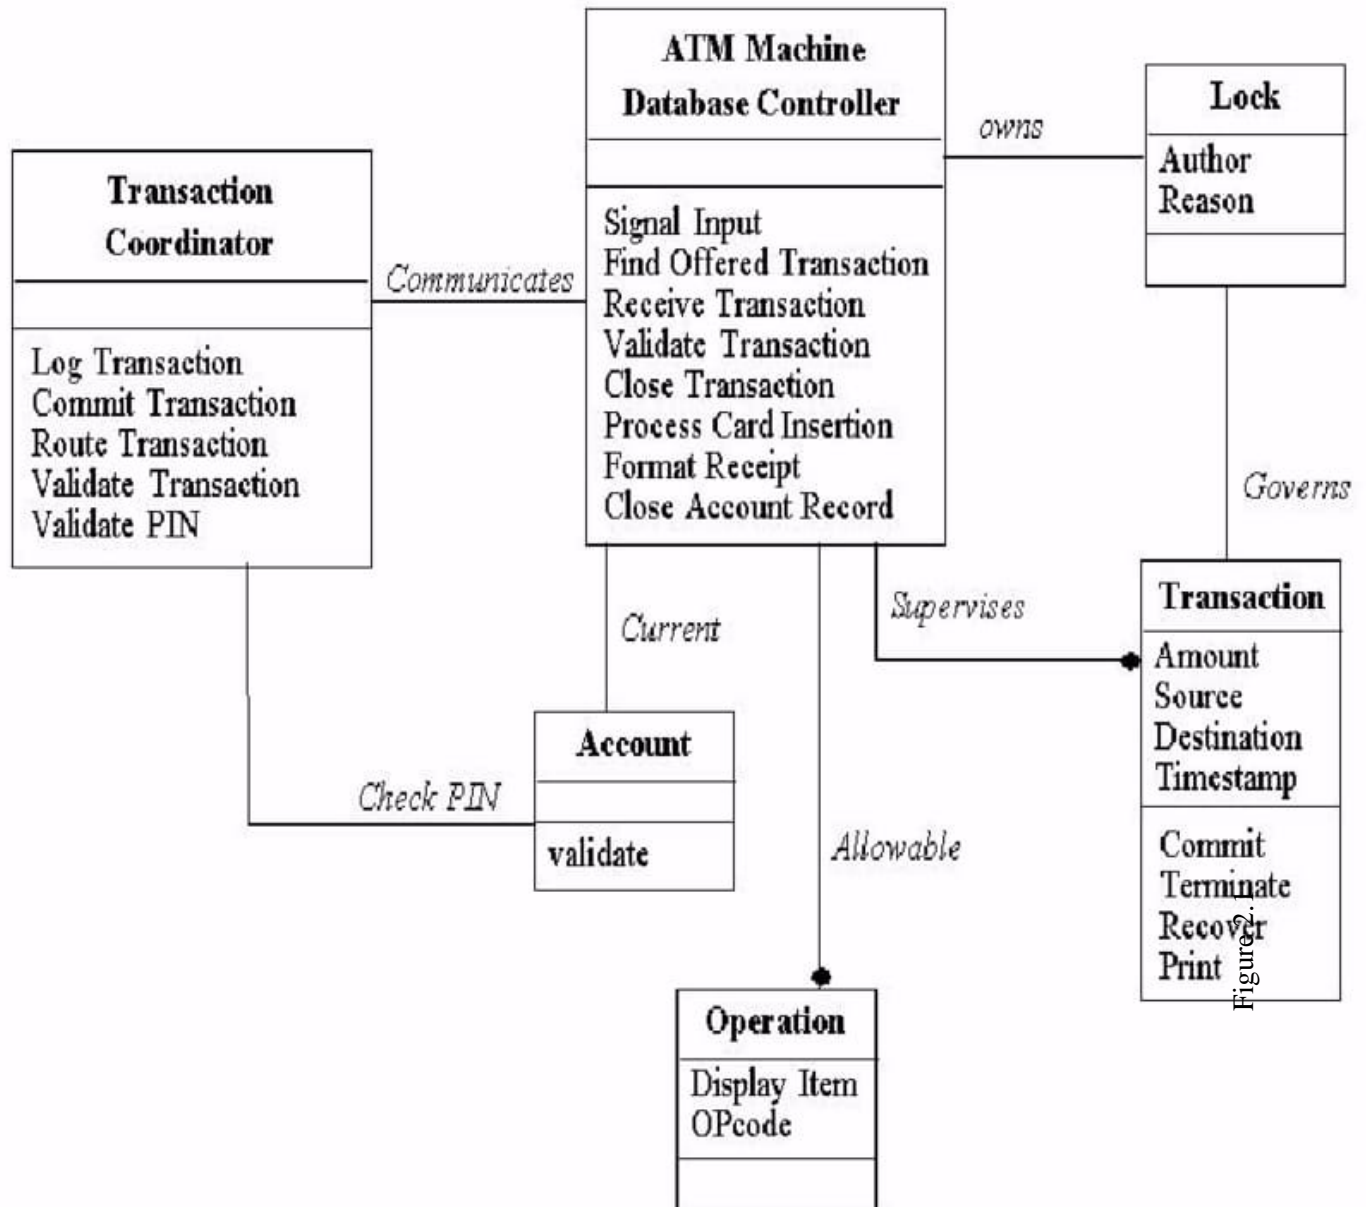 ATM Machine
Database Controller
Signal Input
Find Offered Transaction
Receive Transaction
Validate Transaction
Close Transaction
Process Card Insertion
Format Receipt
Close Account Record
owns
Lock
Author
Reason
Transaction
Coordinator
Log Transaction
Commit Transaction
Route Transaction
Validate Transaction
Validate PIN
Communicates
Governs
Current
Supervises
Transaction
Amount
Source
Destination
Timestamp
Commit
Terminate
Recover
Print
Check PIN
Account
validate
Allowable
Operation
Display Item
OPcode
Figure 2.1